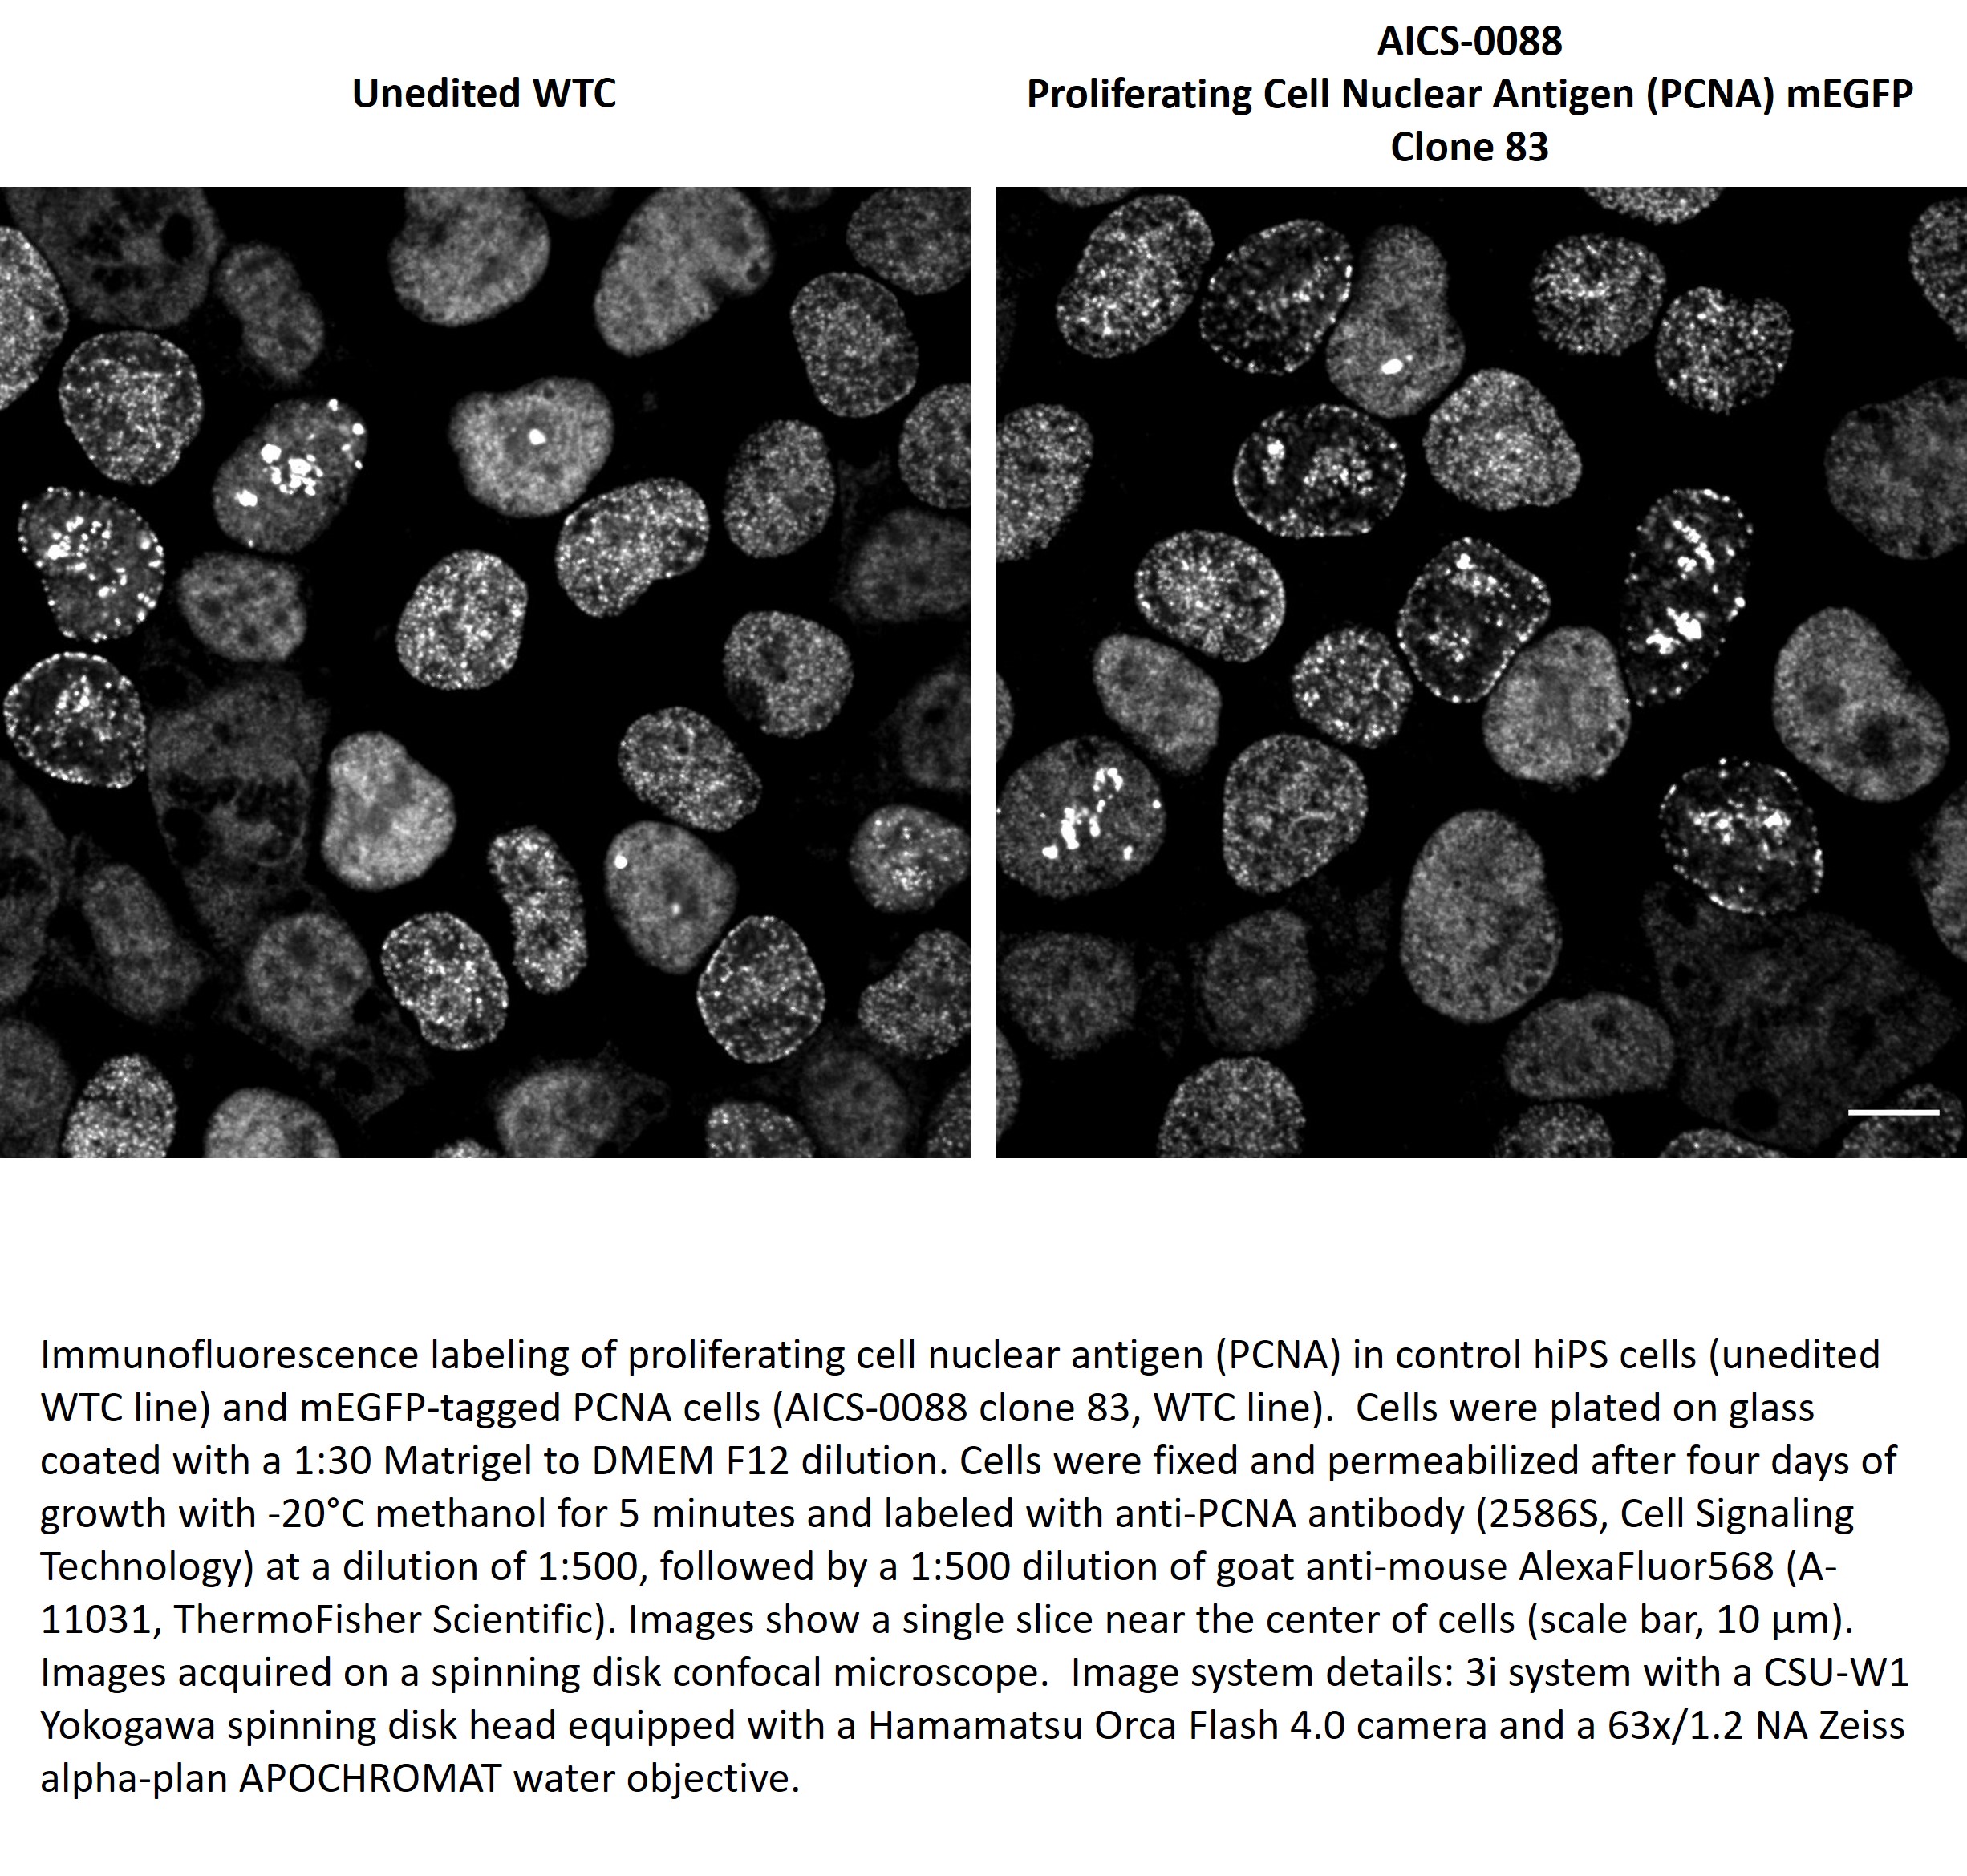 Unedited WTC
AICS-0088
Proliferating Cell Nuclear Antigen (PCNA) mEGFP
Clone 83
Immunofluorescence labeling of proliferating cell nuclear antigen (PCNA) in control hiPS cells (unedited
WTC line) and mEGFP-tagged PCNA cells (AICS-0088 clone 83, WTC line).  Cells were plated on glass
coated with a 1:30 Matrigel to DMEM F12 dilution. Cells were fixed and permeabilized after four days of
growth with -20°C methanol for 5 minutes and labeled with anti-PCNA antibody (2586S, Cell Signaling
Technology) at a dilution of 1:500, followed by a 1:500 dilution of goat anti-mouse AlexaFluor568 (A-
11031, ThermoFisher Scientific). Images show a single slice near the center of cells (scale bar, 10 µm).
Images acquired on a spinning disk confocal microscope.  Image system details: 3i system with a CSU-W1
Yokogawa spinning disk head equipped with a Hamamatsu Orca Flash 4.0 camera and a 63x/1.2 NA Zeiss
alpha-plan APOCHROMAT water objective.